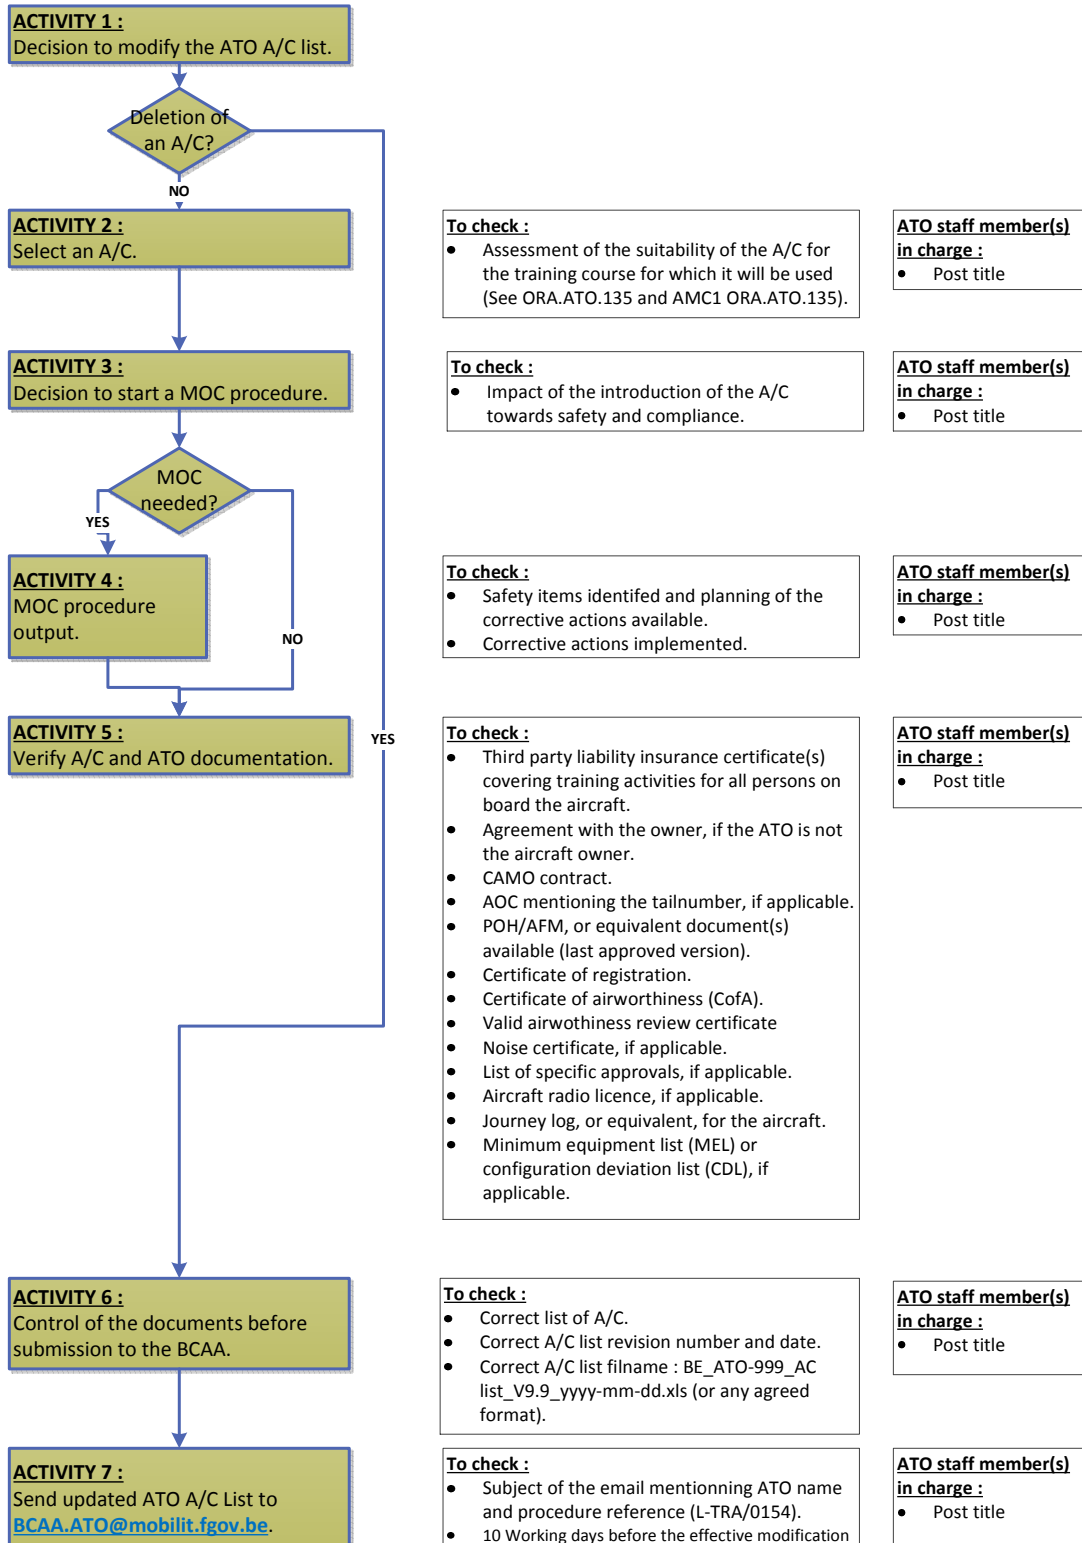 ACTIVITY 1 :
Decision to modify the ATO A/C list.
Deletion of
an A/C?
NO
ACTIVITY 2 :
Select an A/C.
To check :
• Assessment of the suitability of the A/C for
the training course for which it will be used
(See ORA.ATO.135 and AMC1 ORA.ATO.135).
ATO staff member(s)
in charge :
• Post title
ACTIVITY 3 :
Decision to start a MOC procedure.
To check :
• Impact of the introduction of the A/C
towards safety and compliance.
ATO staff member(s)
in charge :
• Post title
MOC
needed?
YES
ACTIVITY 4 :
MOC procedure
output.
NO
To check :
• Safety items identifed and planning of the
corrective actions available.
• Corrective actions implemented.
ATO staff member(s)
in charge :
• Post title
ACTIVITY 5 :
Verify A/C and ATO documentation.
YES
To check :
• Third party liability insurance certificate(s)
covering training activities for all persons on
board the aircraft.
• Agreement with the owner, if the ATO is not
the aircraft owner.
• CAMO contract.
• AOC mentioning the tailnumber, if applicable.
• POH/AFM, or equivalent document(s)
available (last approved version).
• Certificate of registration.
• Certificate of airworthiness (CofA).
• Valid airwothiness review certificate
• Noise certificate, if applicable.
• List of specific approvals, if applicable.
• Aircraft radio licence, if applicable.
• Journey log, or equivalent, for the aircraft.
• Minimum equipment list (MEL) or
configuration deviation list (CDL), if
applicable.
ATO staff member(s)
in charge :
• Post title
ACTIVITY 6 :
Control of the documents before
submission to the BCAA.
To check :
• Correct list of A/C.
• Correct A/C list revision number and date.
• Correct A/C list filname : BE_ATO-999_AC
list_V9.9_yyyy-mm-dd.xls (or any agreed
format).
ATO staff member(s)
in charge :
• Post title
ACTIVITY 7 :
Send updated ATO A/C List to
BCAA.ATO@mobilit.fgov.be.
To check :
• Subject of the email mentionning ATO name
and procedure reference (L-TRA/0154).
• 10 Working days before the effective modification
ATO staff member(s)
in charge :
• Post title